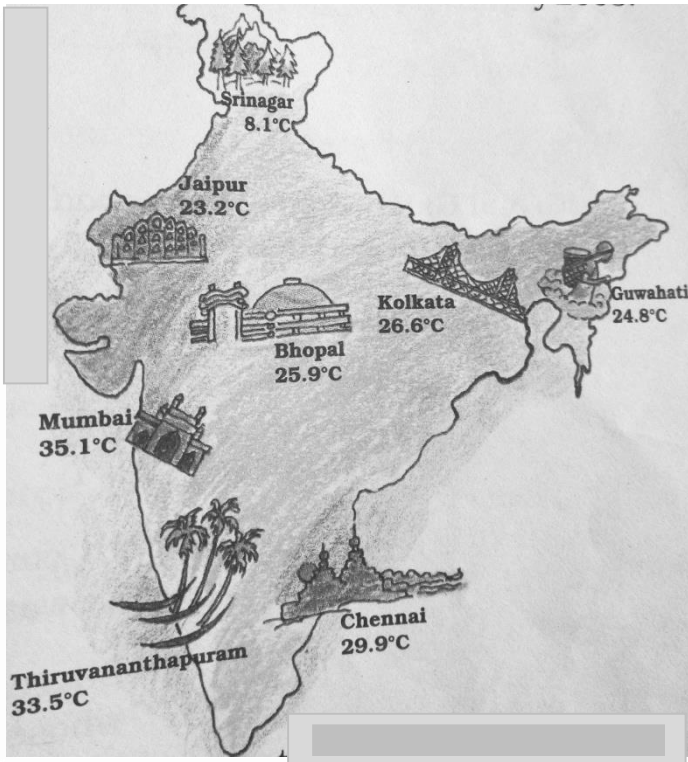 Srinagar
8.1°C
Jaipur
23.2°C
Kolkata
26.6°C
Guwahati
24.8°C
Bhopal
25.9°C
Mumbai
35.1°C
Chennai
29.9°C
Thiruvananthapuram
33.5°C